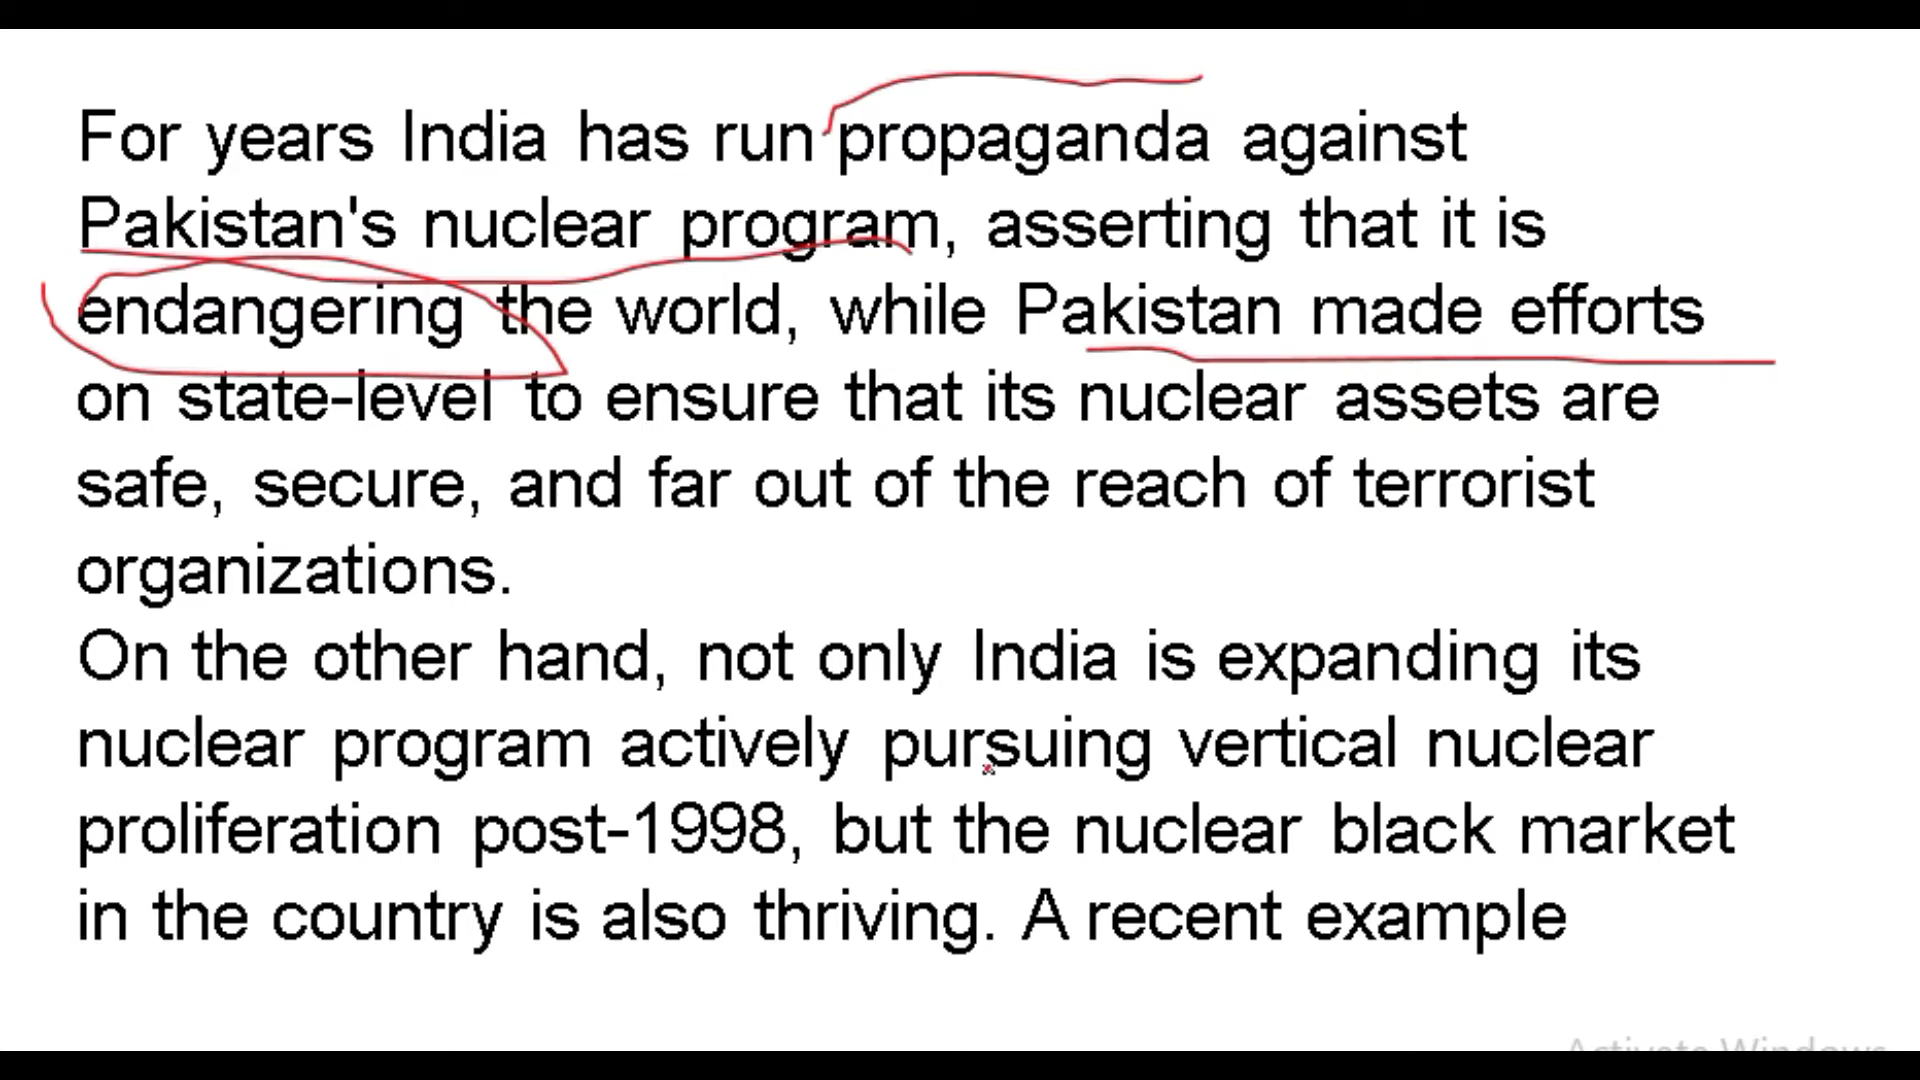 For years India has run propaganda against
Pakistan's nuclear program, asserting that it is
endangering the world, while Pakistan made efforts
on state-level to ensure that its nuclear assets are
safe, secure, and far out of the reach of terrorist
organizations.
On the other hand, not only India is expanding its
nuclear program actively pursuing vertical nuclear
proliferation post-1998, but the nuclear black market
in the country is also thriving. A recent example
Activate Windows